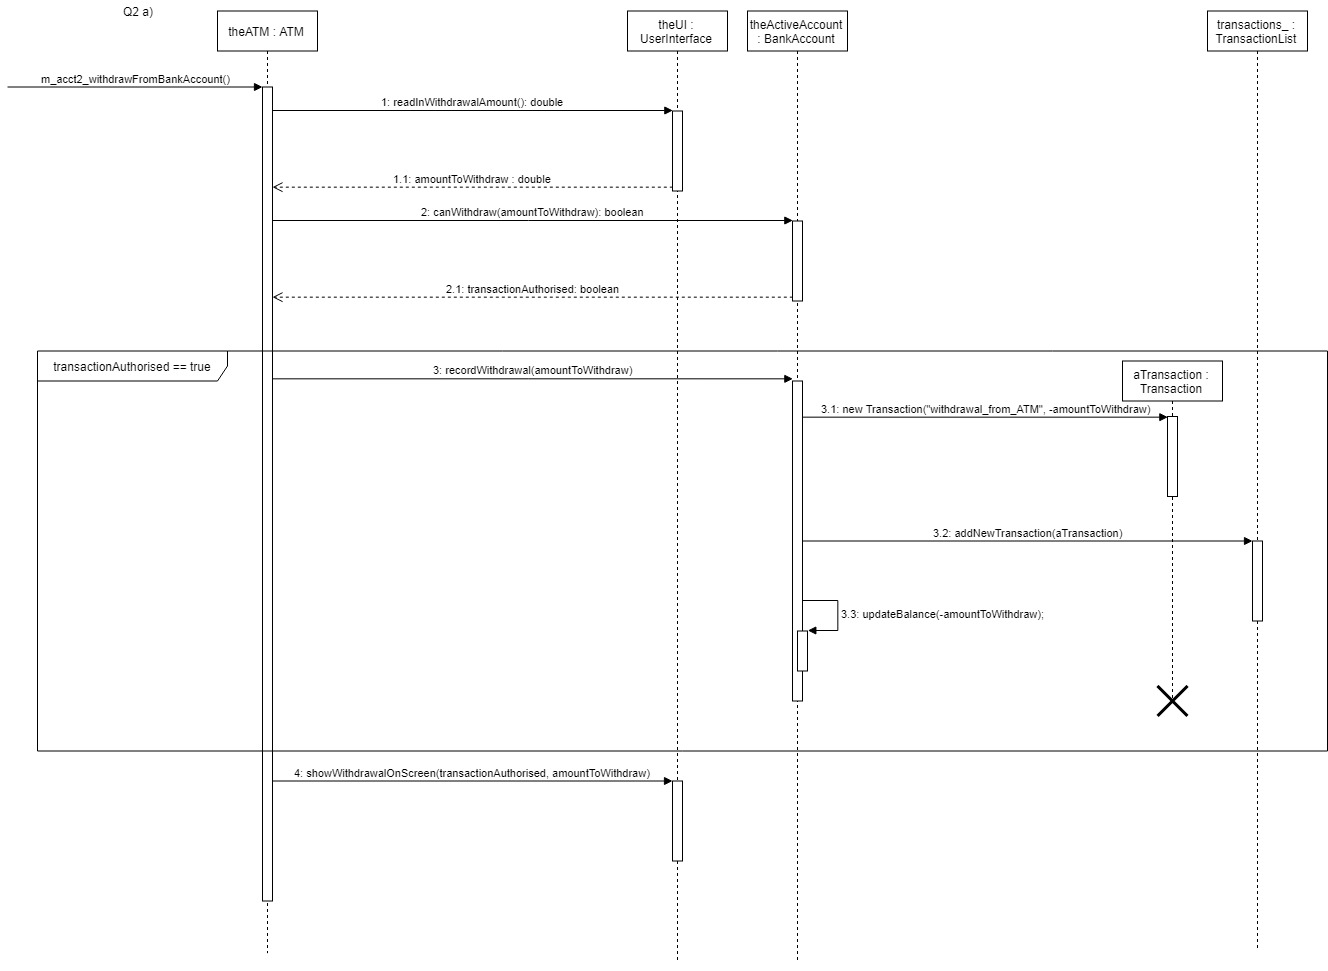 Q2 a)
theATM : ATM
theUI :
UserInterface
theActiveAccount
: BankAccount
transactions_ :
TransactionList
m_acct2_withdrawFromBankAccount()
1: readInWithdrawalAmount(): double
1.1: amountToWithdraw : double
2: canWithdraw(amountToWithdraw): boolean
2.1: transactionAuthorised: boolean
transactionAuthorised == true
3: recordWithdrawal(amountToWithdraw)
aTransaction :
Transaction
3.1: new Transaction("withdrawal_from_ATM", -amountToWithdraw)
3.2: addNewTransaction(aTransaction)
3.3: updateBalance(-amountToWithdraw);
4: showWithdrawalOnScreen(transactionAuthorised, amountToWithdraw)